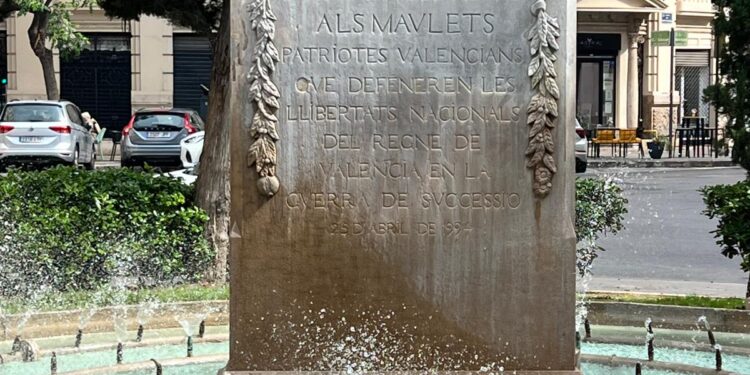 ALS MAVLETS
PATRIOTES VALENCIANS
QVE DEFENEREN LES
LLIBERTATS NACIONALS
DEL REGNE DE
VALENCIA EN LA
GVERRA DE SVCCESSIO
25 D'ABRIL DE 1994